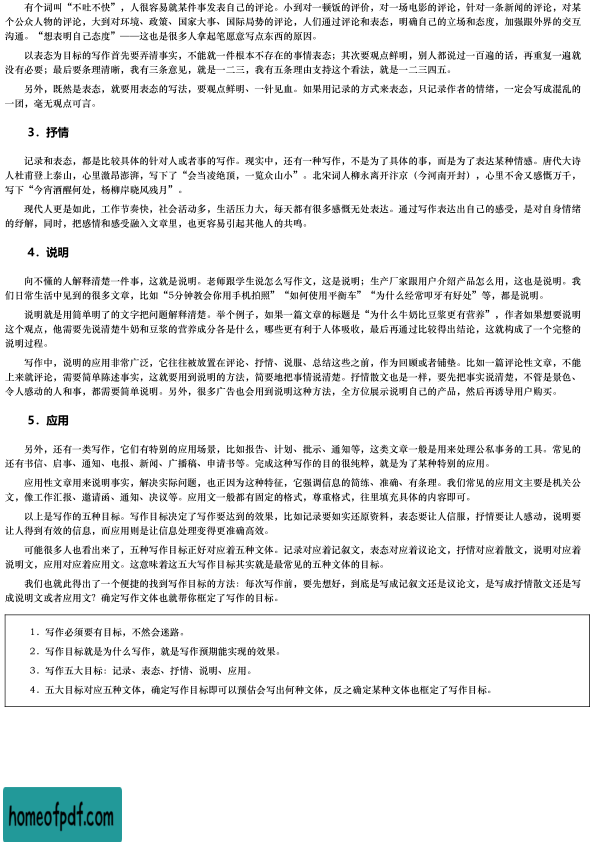 有个词叫“不吐不快”，人很容易就某件事发表自己的评论。小到对一顿饭的评价，对一场电影的评论，针对一条新闻的评论，对某
个公众人物的评论，大到对环境、政策、国家大事、国际局势的评论，人们通过评论和表态，明确自己的立场和态度，加强跟外界的交互
沟通。“想表明自己态度”——这也是很多人拿起笔愿意写点东西的原因。
以表态为目标的写作首先要弄清事实，不能就一件根本不存在的事情表态；其次要观点鲜明，别人都说过一百遍的话，再重复一遍就
没有必要；最后要条理清晰，我有三条意见，就是一二三，我有五条理由支持这个看法，就是一二三四五。
另外，既然是表态，就要用表态的写法，要观点鲜明、一针见血。如果用记录的方式来表态，只记录作者的情绪，一定会写成混乱的
一团，毫无观点可言。
3．抒情
记录和表态，都是比较具体的针对人或者事的写作。现实中，还有一种写作，不是为了具体的事，而是为了表达某种情感。唐代大诗
人杜甫登上泰山，心里激昂澎湃，写下了“会当凌绝顶，一览众山小”。北宋词人柳永离开汴京（今河南开封），心里不舍又感慨万千，
写下“今宵酒醒何处，杨柳岸晓风残月”。
现代人更是如此，工作节奏快，社会活动多，生活压力大，每天都有很多感慨无处表达。通过写作表达出自己的感受，是对自身情绪
的纾解，同时，把感情和感受融入文章里，也更容易引起其他人的共鸣。
4．说明
向不懂的人解释清楚一件事，这就是说明。老师跟学生说怎么写作文，这是说明；生产厂家跟用户介绍产品怎么用，这也是说明。我
们日常生活中见到的很多文章，比如“5分钟教会你用手机拍照”“如何使用平衡车”“为什么经常叩牙有好处”等，都是说明。
说明就是用简单明了的文字把问题解释清楚。举个例子，如果一篇文章的标题是“为什么牛奶比豆浆更有营养”，作者如果想要说明
这个观点，他需要先说清楚牛奶和豆浆的营养成分各是什么，哪些更有利于人体吸收，最后再通过比较得出结论，这就构成了一个完整的
说明过程。
写作中，说明的应用非常广泛，它往往被放置在评论、抒情、说服、总结这些之前，作为回顾或者铺垫。比如一篇评论性文章，不能
上来就评论，需要简单陈述事实，这就要用到说明的方法，简要地把事情说清楚。抒情散文也是一样，要先把事实说清楚，不管是景色、
令人感动的人和事，都需要简单说明。另外，很多广告也会用到说明这种方法，全方位展示说明自己的产品，然后再诱导用户购买。
5．应用
另外，还有一类写作，它们有特别的应用场景，比如报告、计划、批示、通知等，这类文章一般是用来处理公私事务的工具。常见的
还有书信、启事、通知、电报、新闻、广播稿、申请书等。完成这种写作的目的很纯粹，就是为了某种特别的应用。
应用性文章用来说明事实，解决实际问题，也正因为这种特征，它强调信息的简练、准确、有条理。我们常见的应用文主要是机关公
文，像工作汇报、邀请函、通知、决议等。应用文一般都有固定的格式，尊重格式，往里填充具体的内容即可。
以上是写作的五种目标。写作目标决定了写作要达到的效果，比如记录要如实还原资料，表态要让人信服，抒情要让人感动，说明要
让人得到有效的信息，而应用则是让信息处理变得更准确高效。
可能很多人也看出来了，五种写作目标正好对应着五种文体。记录对应着记叙文，表态对应着议论文，抒情对应着散文，说明对应着
说明文，应用对应着应用文。这意味着这五大写作目标其实就是最常见的五种文体的目标。
我们也就此得出了一个便捷的找到写作目标的方法：每次写作前，要先想好，到底是写成记叙文还是议论文，是写成抒情散文还是写
成说明文或者应用文？确定写作文体也就帮你框定了写作的目标。
1．写作必须要有目标，不然会迷路。
2．写作目标就是为什么写作，就是写作预期能实现的效果。
3．写作五大目标：记录、表态、抒情、说明、应用。
4．五大目标对应五种文体，确定写作目标即可以预估会写出何种文体，反之确定某种文体也框定了写作目标。
homeofpdf.com